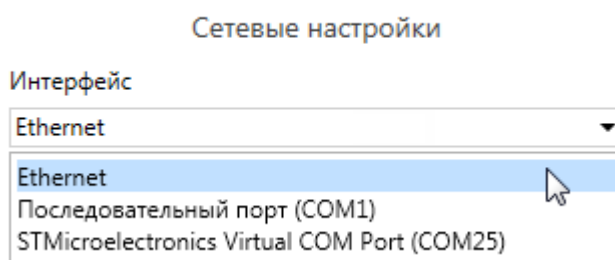 Сетевые настройки
Интерфейс
Ethernet
Ethernet
Последовательный порт (COM1)
STMicroelectronics Virtual COM Port (COM25)